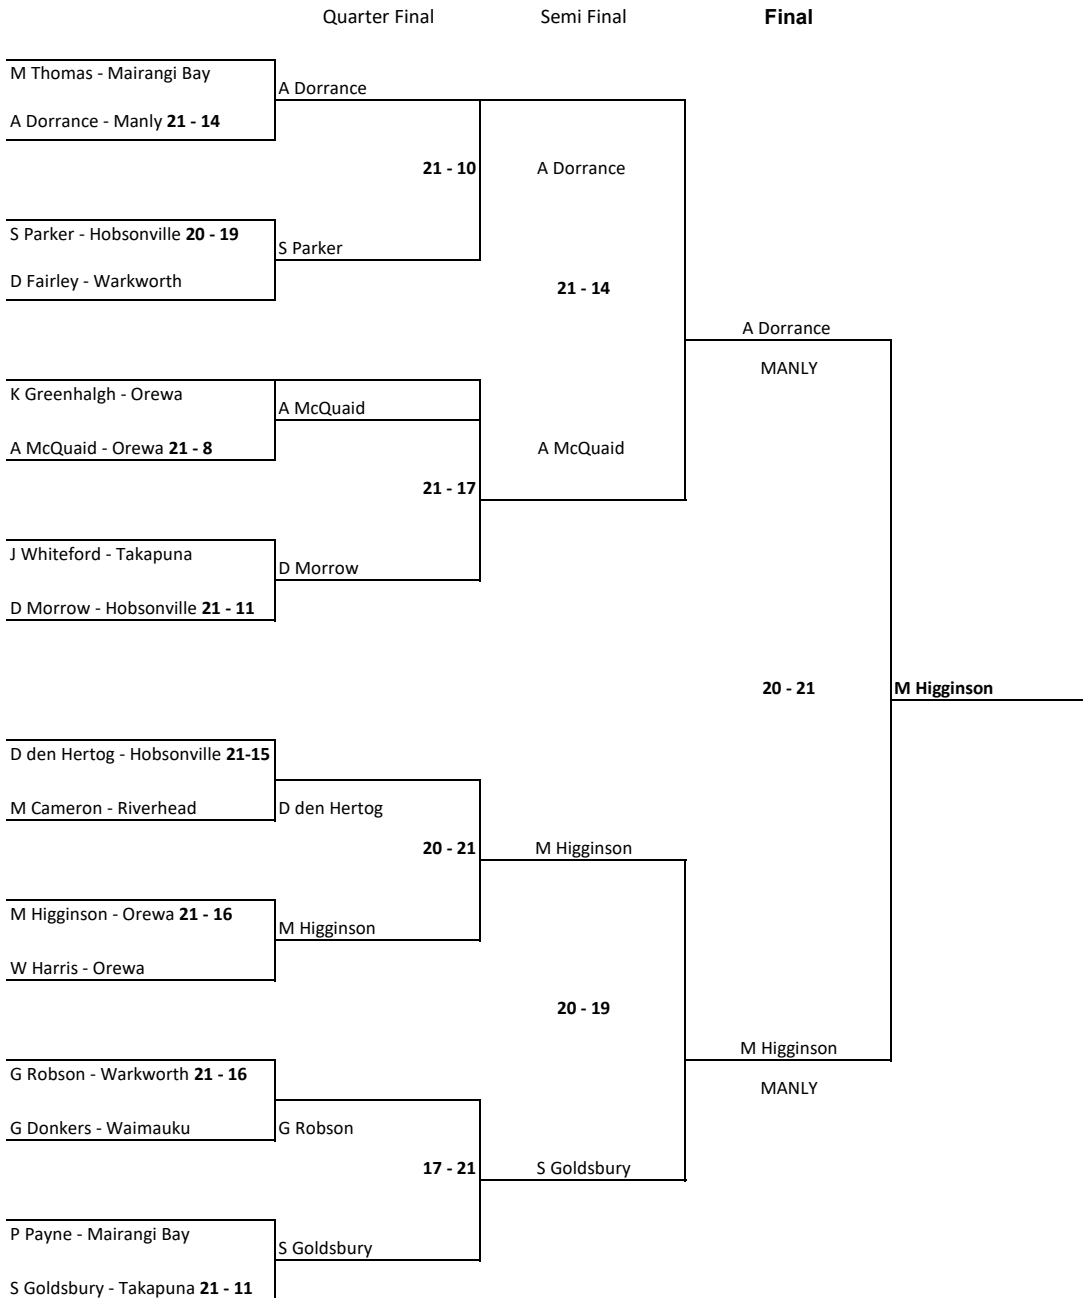 Quarter Final Semi Final Final
M Thomas - Mairangi Bay
A Dorrance
A Dorrance - Manly 21 - 14
21 - 10 A Dorrance
S Parker - Hobsonville 20 - 19
S Parker
D Fairley - Warkworth
21 - 14
A Dorrance
MANLY
K Greenhalgh - Orewa
A McQuaid
A McQuaid - Orewa 21 - 8 A McQuaid
21 - 17
J Whiteford - Takapuna
D Morrow
D Morrow - Hobsonville 21 - 11
20 - 21 M Higginson
D den Hertog - Hobsonville 21-15
M Cameron - Riverhead D den Hertog
20 - 21 M Higginson
M Higginson - Orewa 21 - 16
M Higginson
W Harris - Orewa
20 - 19
M Higginson
G Robson - Warkworth 21 - 16
MANLY
G Donkers - Waimauku G Robson
17 - 21 S Goldsbury
P Payne - Mairangi Bay
S Goldsbury
S Goldsbury - Takapuna 21 - 11